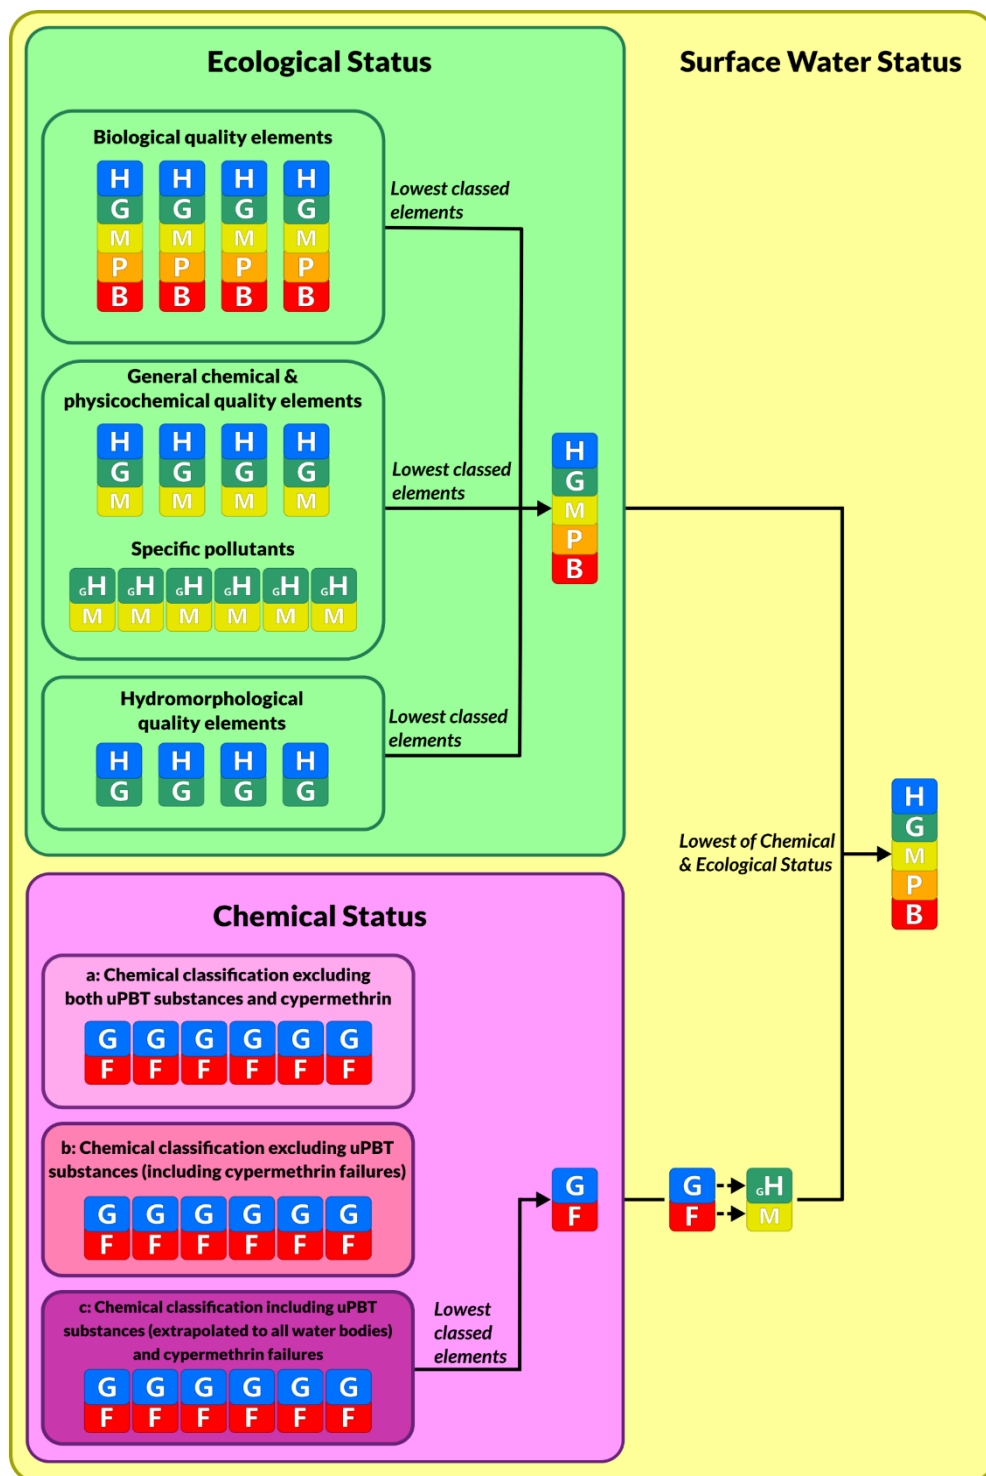 Ecological Status
Surface Water Status
Biological quality elements
H H H H
G G G G
M M M M
P P P P
B B B B
Lowest classed
elements
General chemical &
physicochemical quality elements
H H H H
G G G G
M M M M
Lowest classed
elements
H
G
M
P
B
Specific pollutants
GH GH GH GH GH GH
M M M M M M
Hydromorphological
quality elements
H H H H
G G G G
Lowest classed
elements
Lowest of Chemical
& Ecological Status
H
G
M
P
B
Chemical Status
a: Chemical classification excluding
both uPBT substances and cypermethrin
G G G G G G
F F F F F F
b: Chemical classification excluding uPBT
substances (including cypermethrin failures)
G G G G G G
F F F F F F
c: Chemical classification including uPBT
substances (extrapolated to all water bodies)
and cypermethrin failures
G G G G G G
F F F F F F
Lowest
classed
elements
G
F
G GH
F M